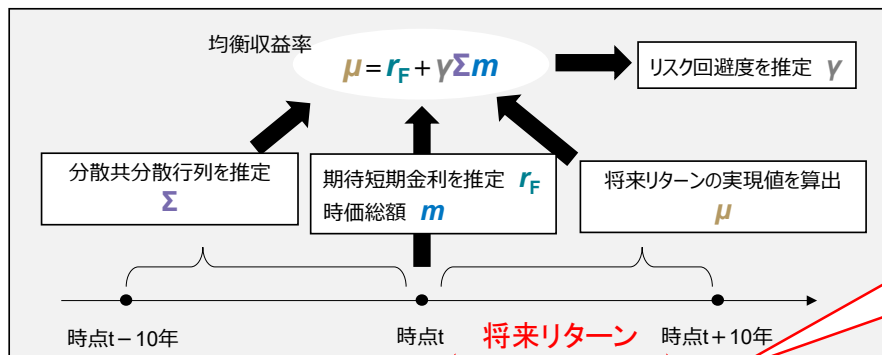 均衡収益率
μ=r_F+γΣm
リスク回避度を推定 γ
分散共分散行列を推定
Σ
期待短期金利を推定 r_F
時価総額 m
将来リターンの実現値を算出
μ
時点t－10年
時点t
将来リターン
時点t＋10年